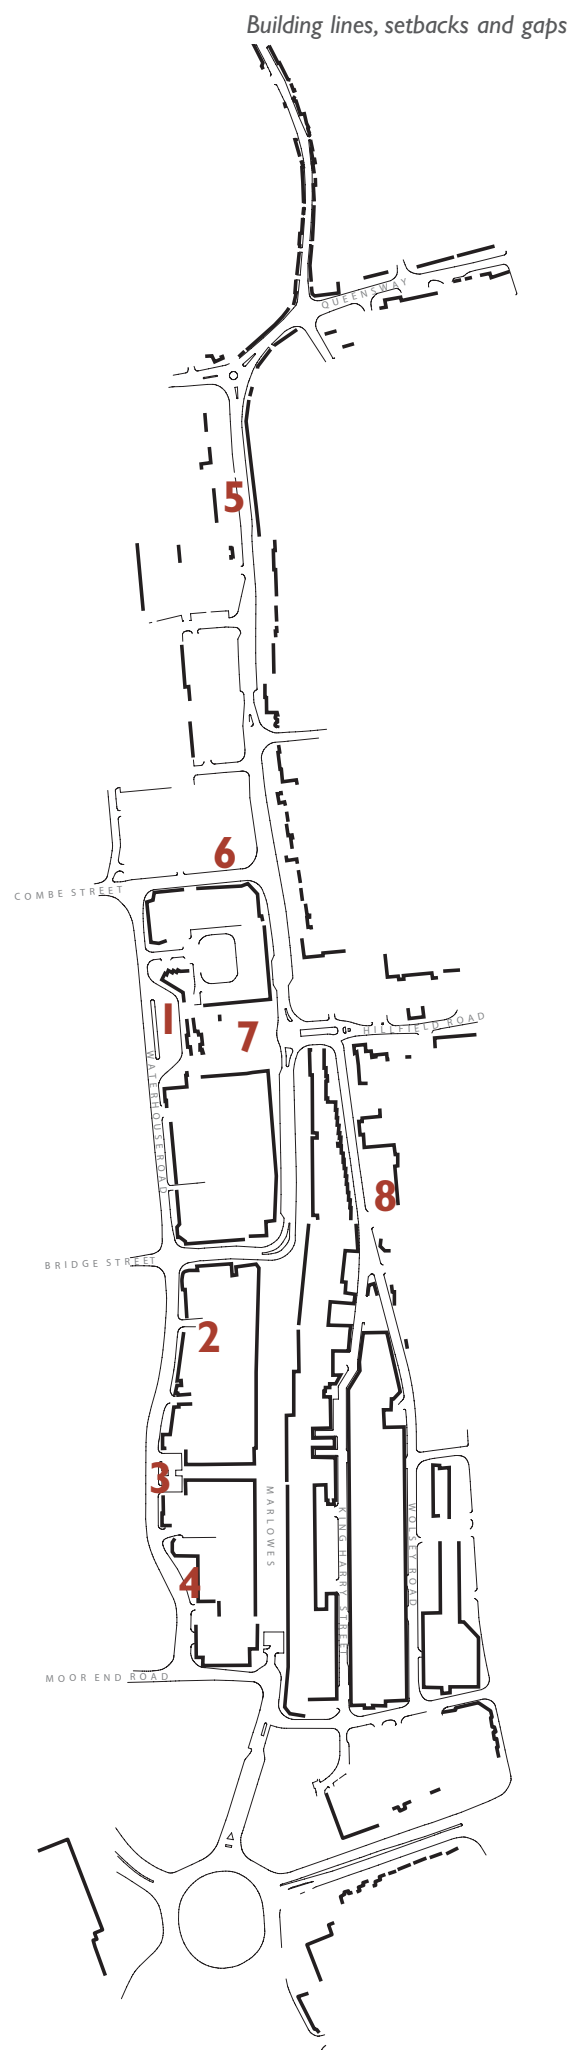 Building lines, setbacks and gaps
QUEENSWAY
5
6
COMBE STREET
1
7
HILLFIELD ROAD
WATERHOUSE ROAD
8
BRIDGE STREET
2
3
MARLOWES
KING HARRY STREET
WOLSEY ROAD
4
MOOR END ROAD